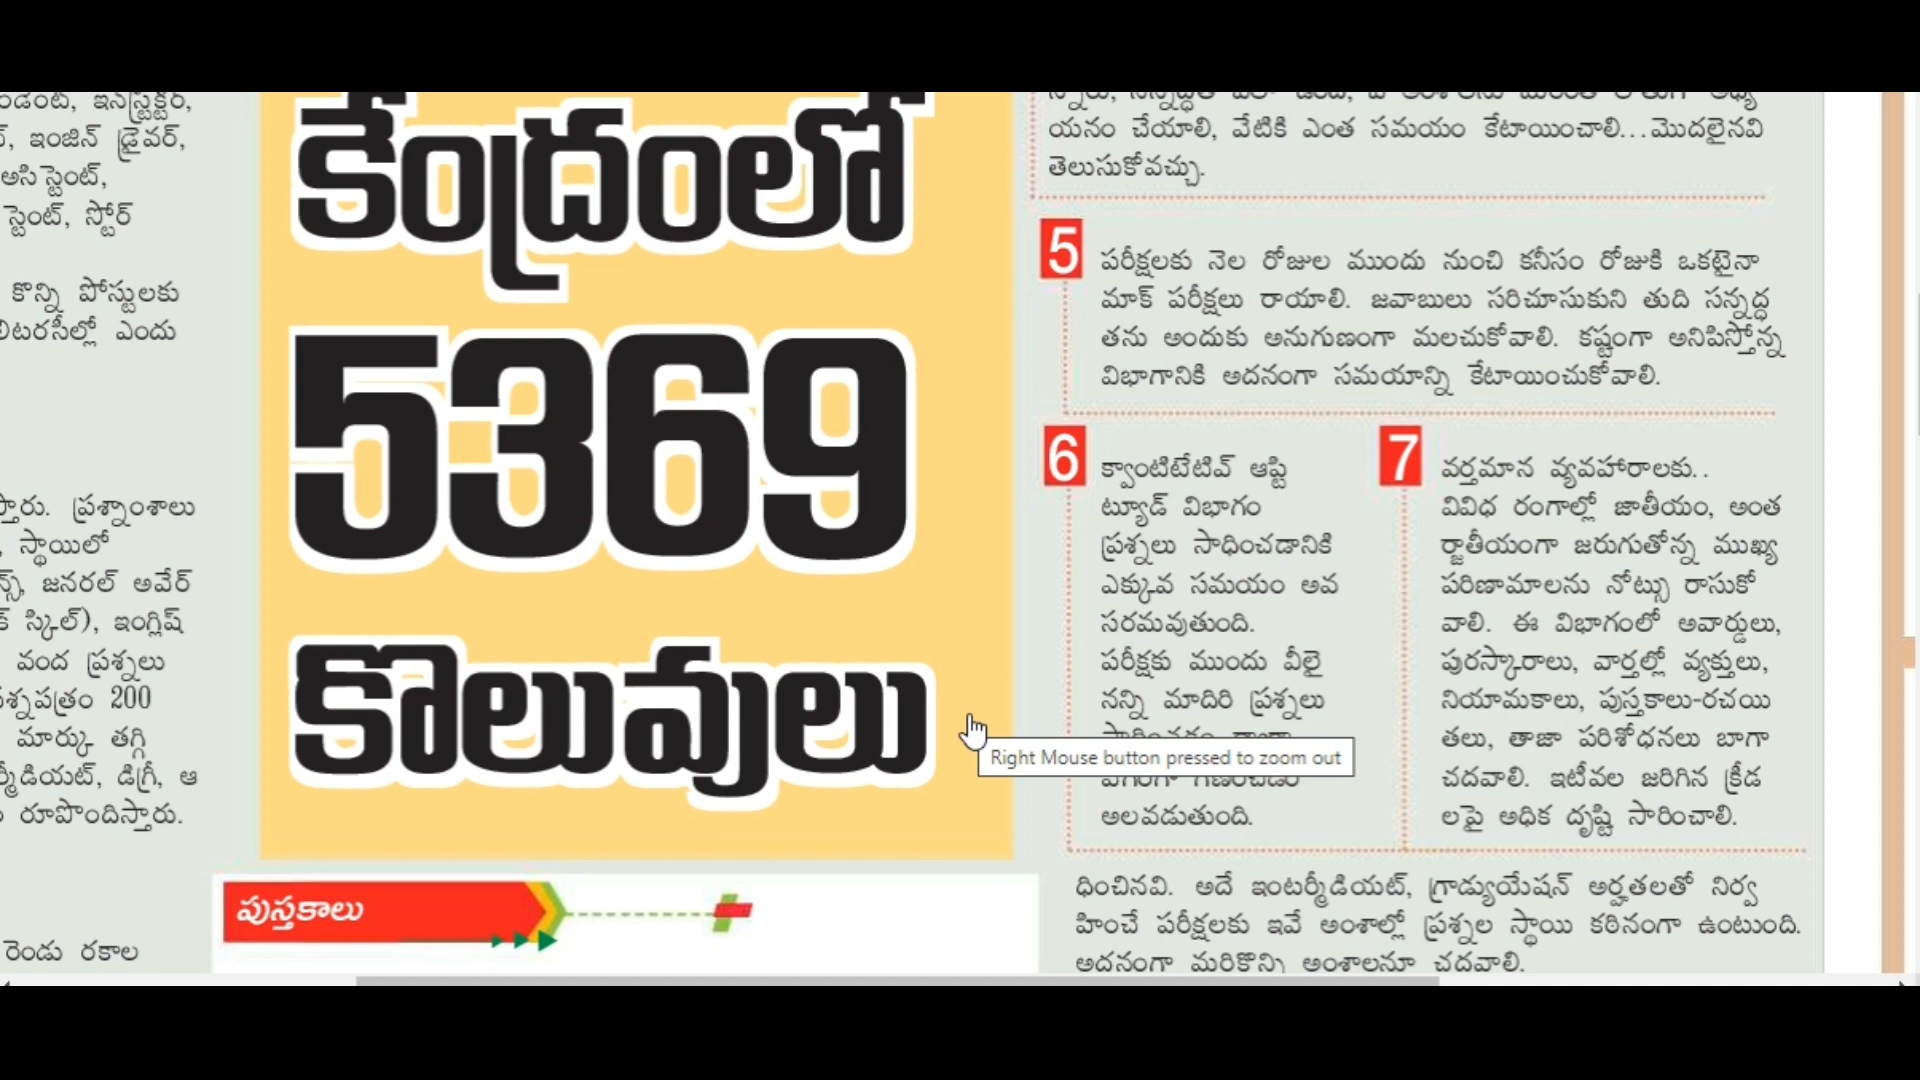 ఇంజిన్ డ్రైవర్,
అసిస్టెంట్,
స్టెంట్, స్టోర్
కొన్ని పోస్టులకు
లిటరసీల్లో ఎందు
స్తారు. ప్రశ్నాంశాలు
స్థాయిలో
న్స్, జనరల్ అవేర్
క్ స్కిల్), ఇంగ్లిష్
వంద ప్రశ్నలు
ప్రశ్నపత్రం 200
మార్కు తగ్గి
ర్మీడియట్, డిగ్రీ, ఆ
రూపొందిస్తారు.
రెండు రకాల
కేంద్రంలో
5369
కొలువులు
పుస్తకాలు
యనం చేయాలి, వేటికి ఎంత సమయం కేటాయించాలి...మొదలైనవి
తెలుసుకోవచ్చు.
5
పరీక్షలకు నెల రోజుల ముందు నుంచి కనీసం రోజుకి ఒకటైనా
మాక్ పరీక్షలు రాయాలి. జవాబులు సరిచూసుకుని తుది సన్నద్ధ
తను అందుకు అనుగుణంగా మలచుకోవాలి. కష్టంగా అనిపిస్తోన్న
విభాగానికి అదనంగా సమయాన్ని కేటాయించుకోవాలి.
6
క్వాంటిటేటివ్ ఆప్టి
ట్యూడ్ విభాగం
ప్రశ్నలు సాధించడానికి
ఎక్కువ సమయం అవ
సరమవుతుంది.
పరీక్షకు ముందు వీలై
నన్ని మాదిరి ప్రశ్నలు
Right Mouse button pressed to zoom out
అలవడుతుంది.
7
వర్తమాన వ్యవహారాలకు..
వివిధ రంగాల్లో జాతీయం, అంత
ర్జాతీయంగా జరుగుతోన్న ముఖ్య
పరిణామాలను నోట్సు రాసుకో
వాలి. ఈ విభాగంలో అవార్డులు,
పురస్కారాలు, వార్తల్లో వ్యక్తులు,
నియామకాలు, పుస్తకాలు-రచయి
తలు, తాజా పరిశోధనలు బాగా
చదవాలి. ఇటీవల జరిగిన క్రీడ
లపై అధిక దృష్టి సారించాలి.
ధించినవి. అదే ఇంటర్మీడియట్, గ్రాడ్యుయేషన్ అర్హతలతో నిర్వ
హించే పరీక్షలకు ఇవే అంశాల్లో ప్రశ్నల స్థాయి కఠినంగా ఉంటుంది.
అదనంగా మరికొన్ని అంశాలనూ చదవాలి.